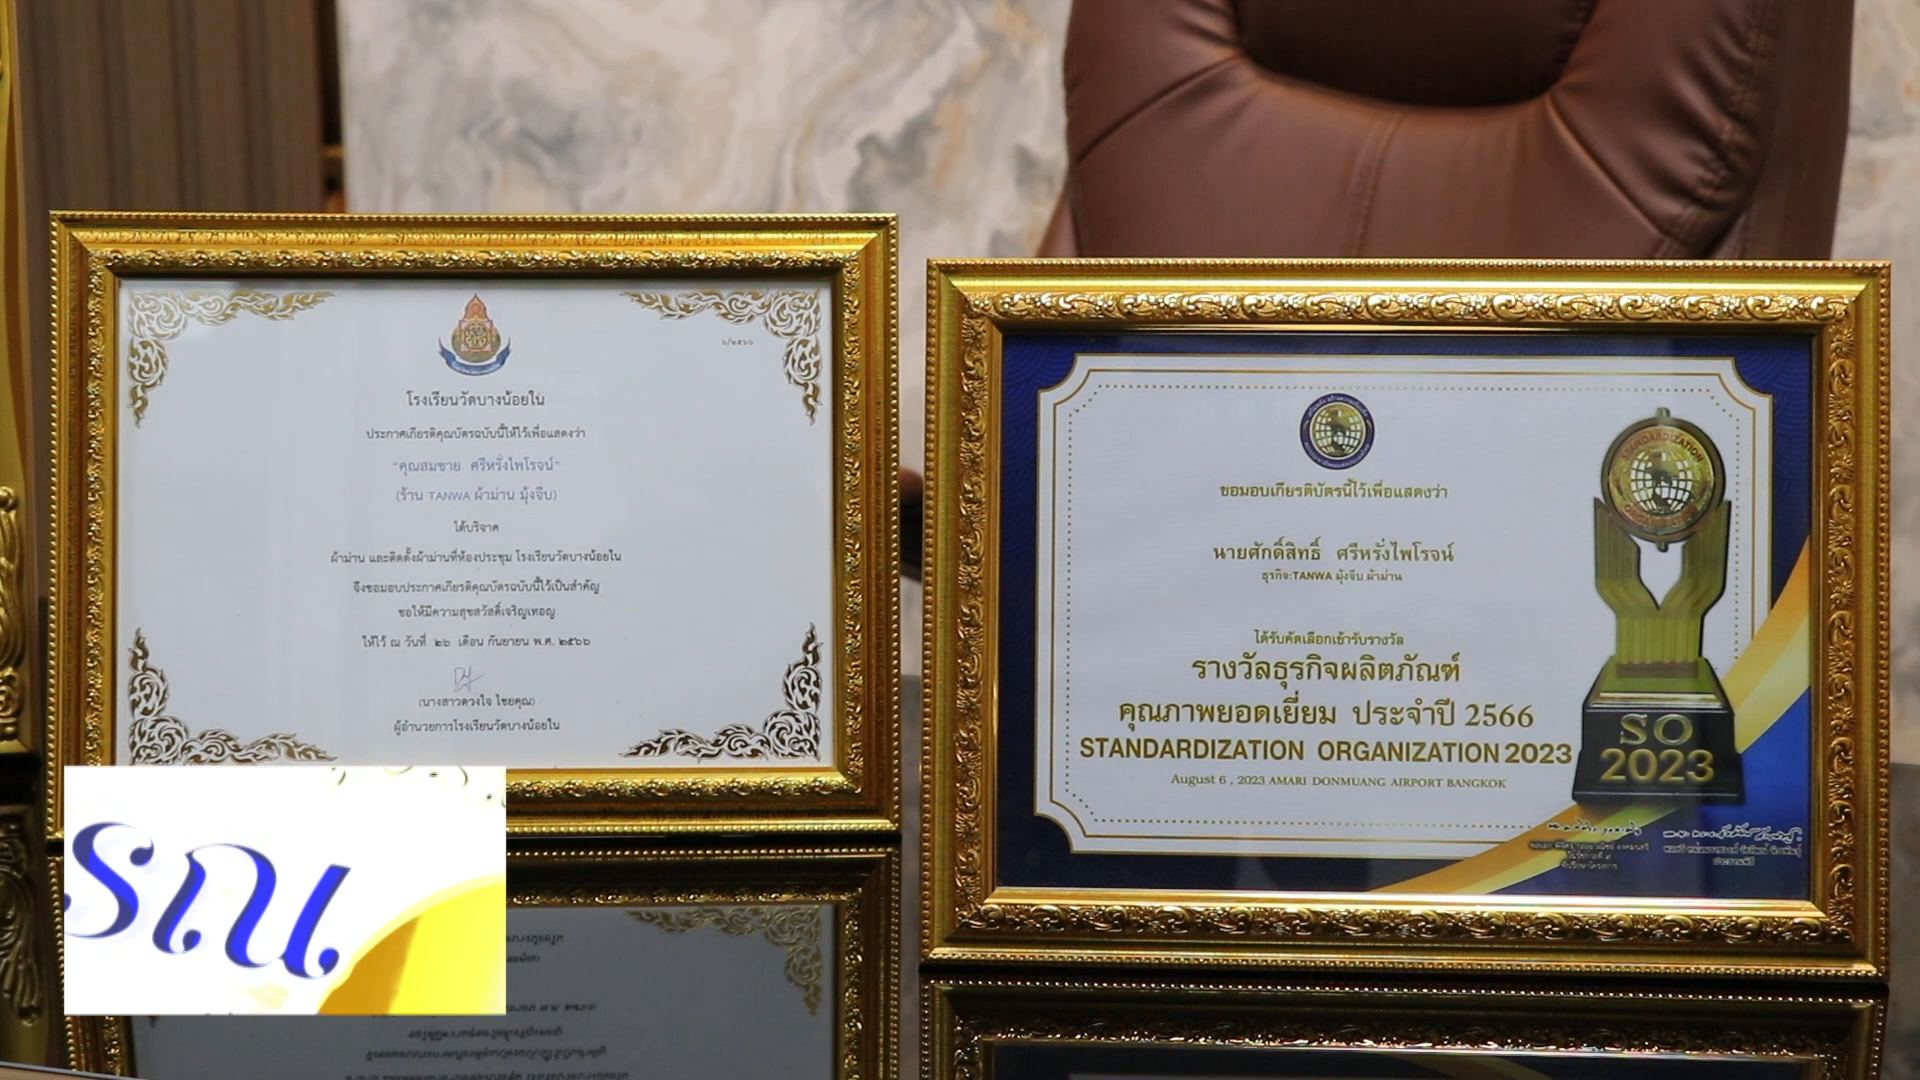 ๖/๒๕๖๖
โรงเรียนวัดบางน้อยใน
ประกาศเกียรติคุณบัตรฉบับนี้ให้ไว้เพื่อแสดงว่า
"คุณสมชาย ศรีหรั่งไพโรจน์"
(ร้าน TANWA ผ้าม่าน มุ้งจีบ)
ได้บริจาค
ผ้าม่าน และติดตั้งผ้าม่านที่ห้องประชุม โรงเรียนวัดบางน้อยใน
จึงขอมอบประกาศเกียรติคุณบัตรฉบับนี้ไว้เป็นสำคัญ
ขอให้มีความสุขสวัสดิ์เจริญเทอญ
ให้ไว้ ณ วันที่ ๒๖ เดือน กันยายน พ.ศ. ๒๕๖๖
(นางสาวดวงใจ ไชยคุณ)
ผู้อำนวยการโรงเรียนวัดบางน้อยใน
รณ
ขอมอบเกียรติบัตรนี้ไว้เพื่อแสดงว่า
นายศักดิ์สิทธิ์ ศรีหรั่งไพโรจน์
ธุรกิจ:TANWA มุ้งจีบ ผ้าม่าน
ได้รับคัดเลือกเข้ารับรางวัล
รางวัลธุรกิจผลิตภัณฑ์
คุณภาพยอดเยี่ยม ประจำปี 2566
STANDARDIZATION ORGANIZATION 2023
August 6 , 2023 AMARI DONMUANG AIRPORT BANGKOK
STANDARDIZATION
SO
2023